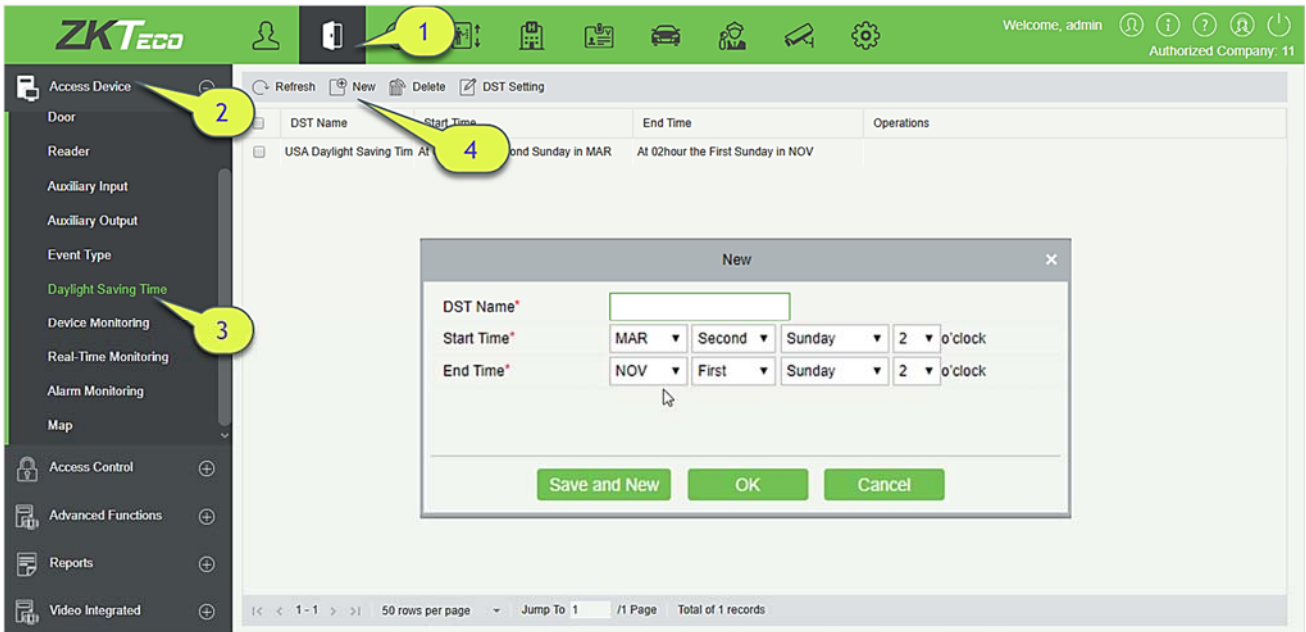 ZKTeco
1
Welcome, admin
Authorized Company: 11
Access Device
2
Door
Reader
Auxiliary Input
Auxiliary Output
Event Type
Daylight Saving Time
3
Device Monitoring
Real-Time Monitoring
Alarm Monitoring
Map
Access Control
Advanced Functions
Reports
Video Integrated
Refresh New Delete DST Setting
4
DST Name Start Time End Time Operations
USA Daylight Saving Tim At Sunday in MAR At 02hour the First Sunday in NOV
New
DST Name*
Start Time* MAR Second Sunday 2 o'clock
End Time* NOV First Sunday 2 o'clock
Save and New OK Cancel
1 - 1 50 rows per page Jump To 1 /1 Page Total of 1 records